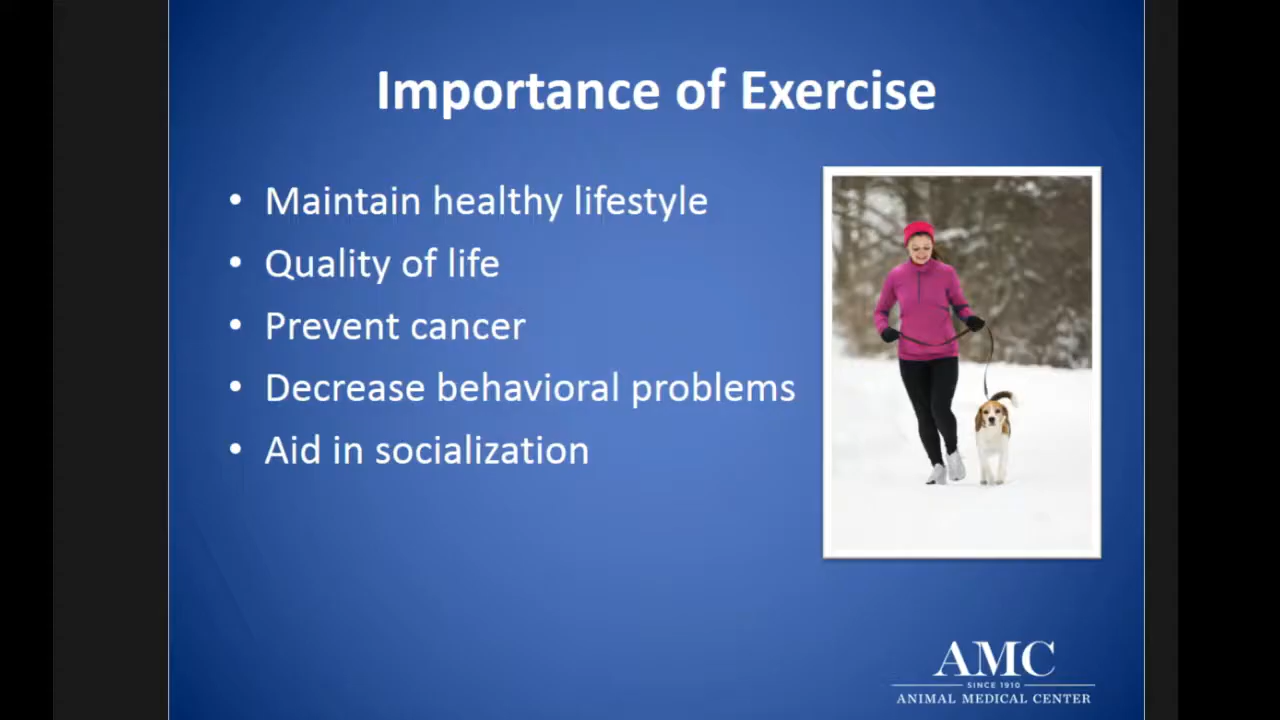 Importance of Exercise
• Maintain healthy lifestyle
• Quality of life
• Prevent cancer
• Decrease behavioral problems
• Aid in socialization
AMC
SINCE 1910
ANIMAL MEDICAL CENTER